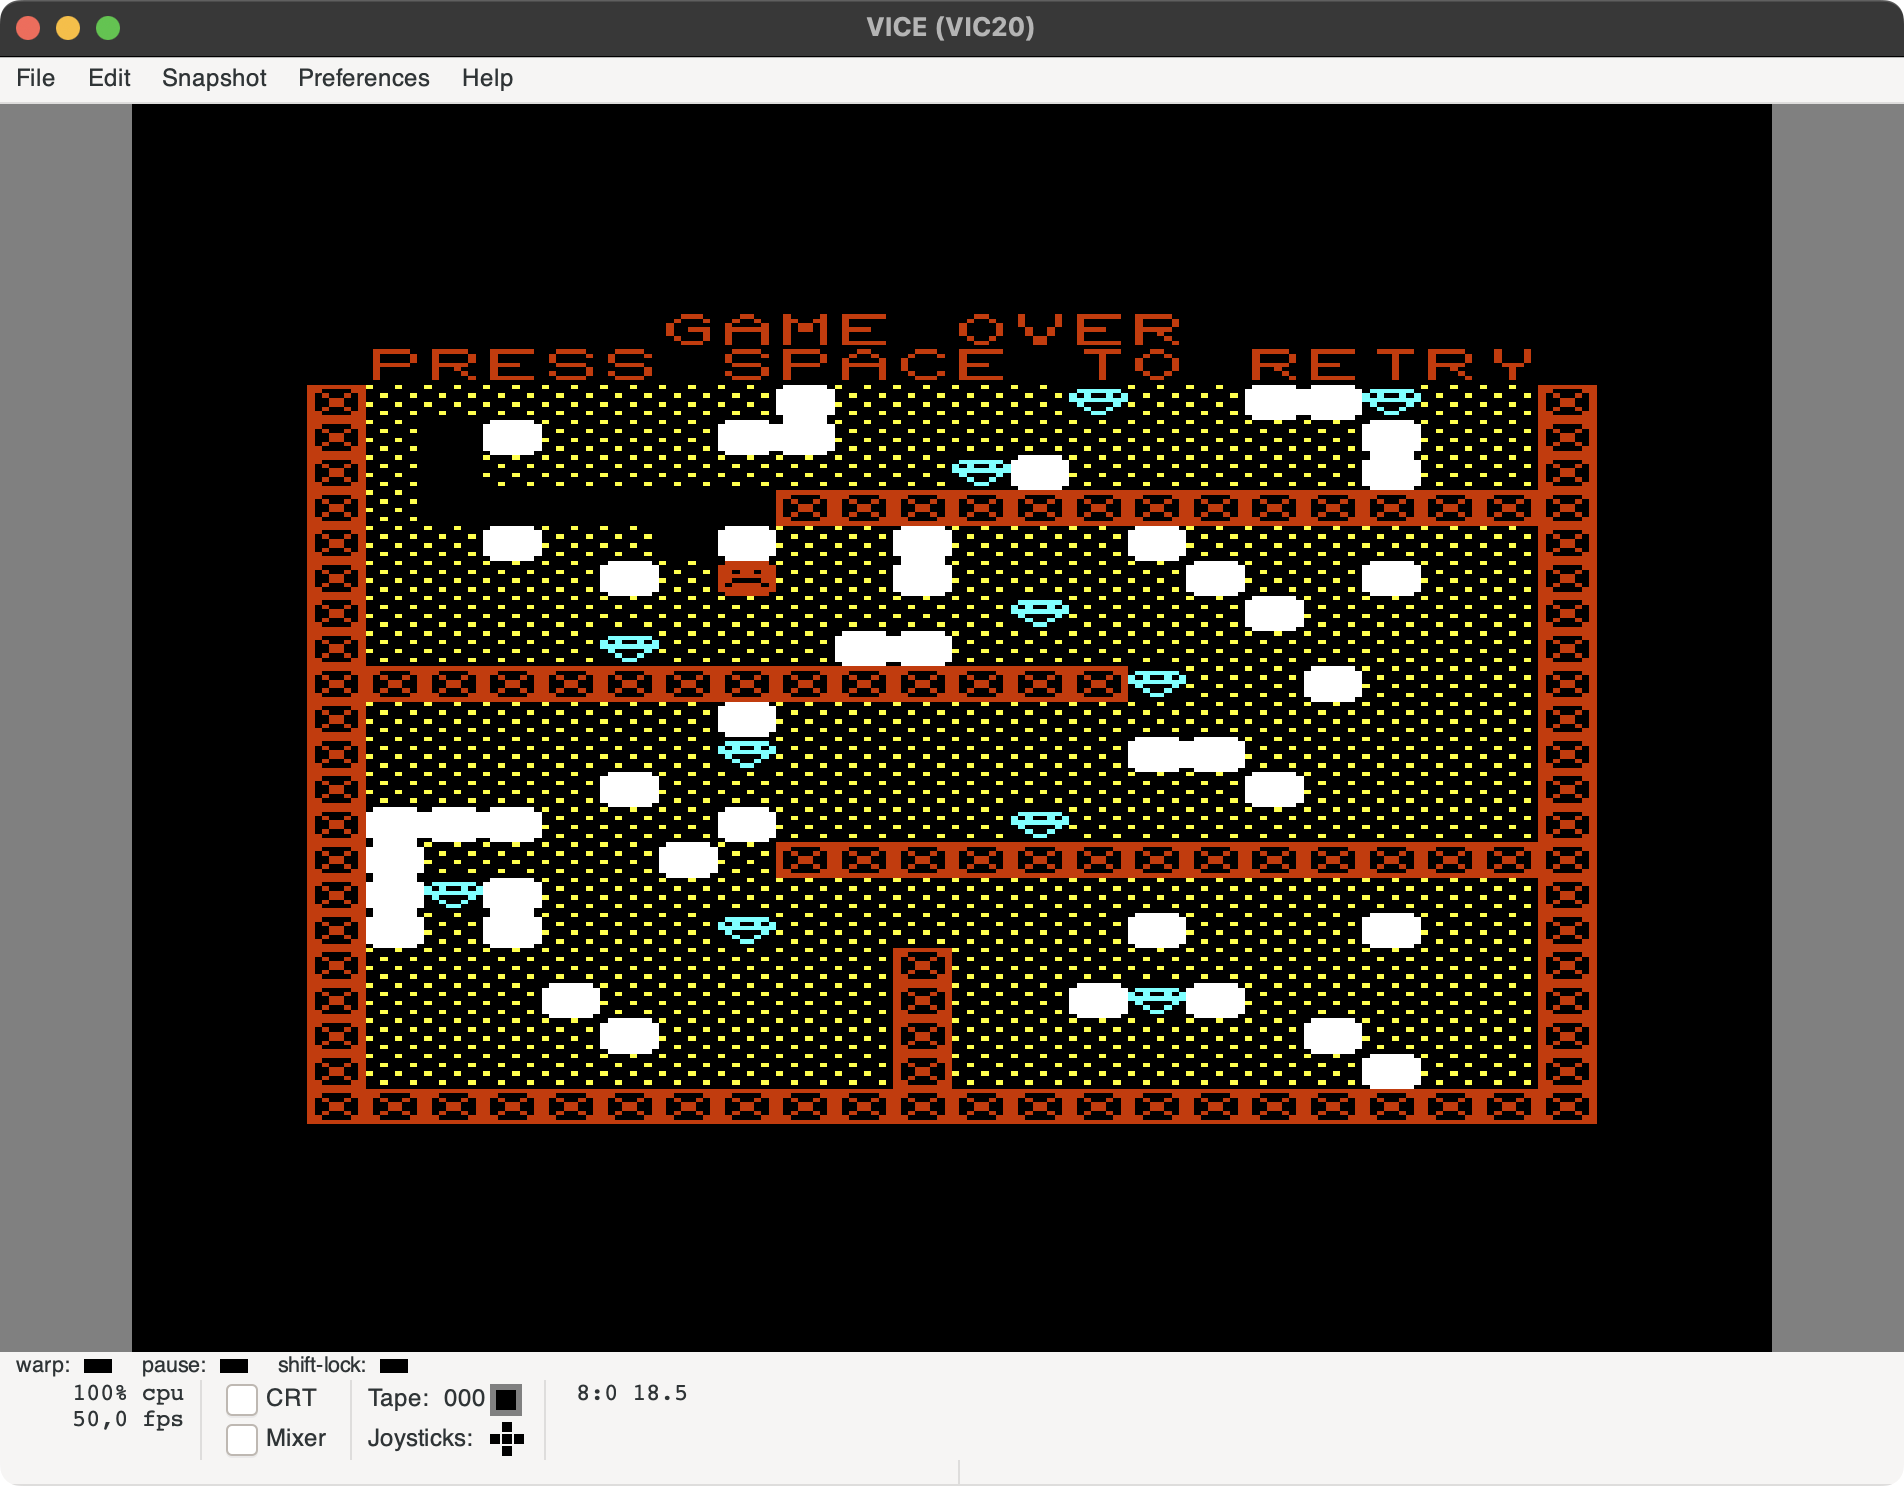 VICE (VIC20)
File Edit Snapshot Preferences Help
GAME OVER
PRESS SPACE TO RETRY
warp: pause: shift-lock:
100% cpu CRT Tape: 000 8:0 18.5
50,0 fps
Mixer Joysticks: